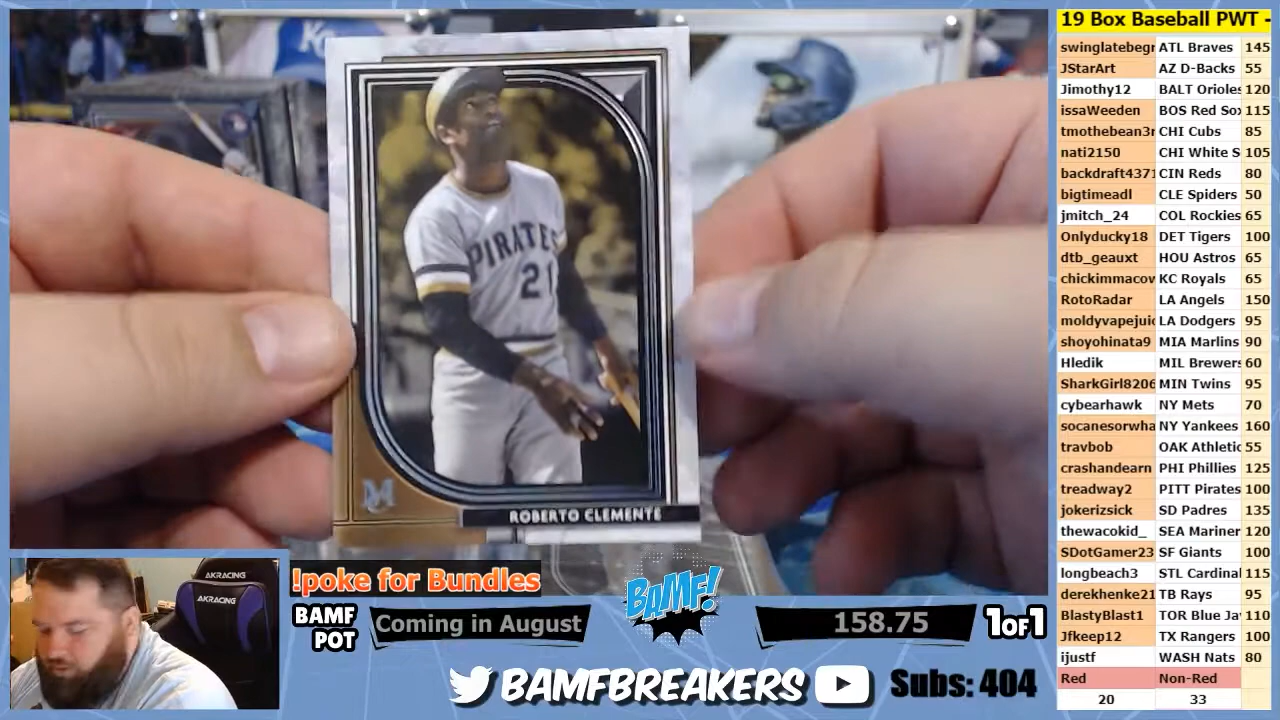 PIRATES
21
M
ROBERTO CLEMENTE
KC
AKRACING
AKRACING
!poke for Bundles
BAMF POT
Coming in August
BAMF!
158.75
1OF1
BAMFBREAKERS
Subs: 404
19 Box Baseball PWT -
swinglatebegr ATL Braves 145
JStarArt AZ D-Backs 55
Jimothy12 BALT Orioles 120
issaWeeden BOS Red Sox 115
tmothebean3r CHI Cubs 85
nati2150 CHI White S 105
backdraft4371 CIN Reds 80
bigtimeadl CLE Spiders 50
jmitch_24 COL Rockies 65
Onlyducky18 DET Tigers 100
dtb_geauxt HOU Astros 65
chickimmacov KC Royals 65
RotoRadar LA Angels 150
moldyvapejuic LA Dodgers 95
shoyohinata9 MIA Marlins 90
Hledik MIL Brewers 60
SharkGirl8206 MIN Twins 95
cybearhawk NY Mets 70
socanesorwha NY Yankees 160
travbob OAK Athletic 55
crashandearn PHI Phillies 125
treadway2 PITT Pirates 100
jokerizsick SD Padres 135
thewacokid_ SEA Mariner 120
SDotGamer23 SF Giants 100
longbeach3 STL Cardinal 115
derekhenke21 TB Rays 95
BlastyBlast1 TOR Blue Ja 110
Jfkeep12 TX Rangers 100
ijustf WASH Nats 80
Red Non-Red
20 33